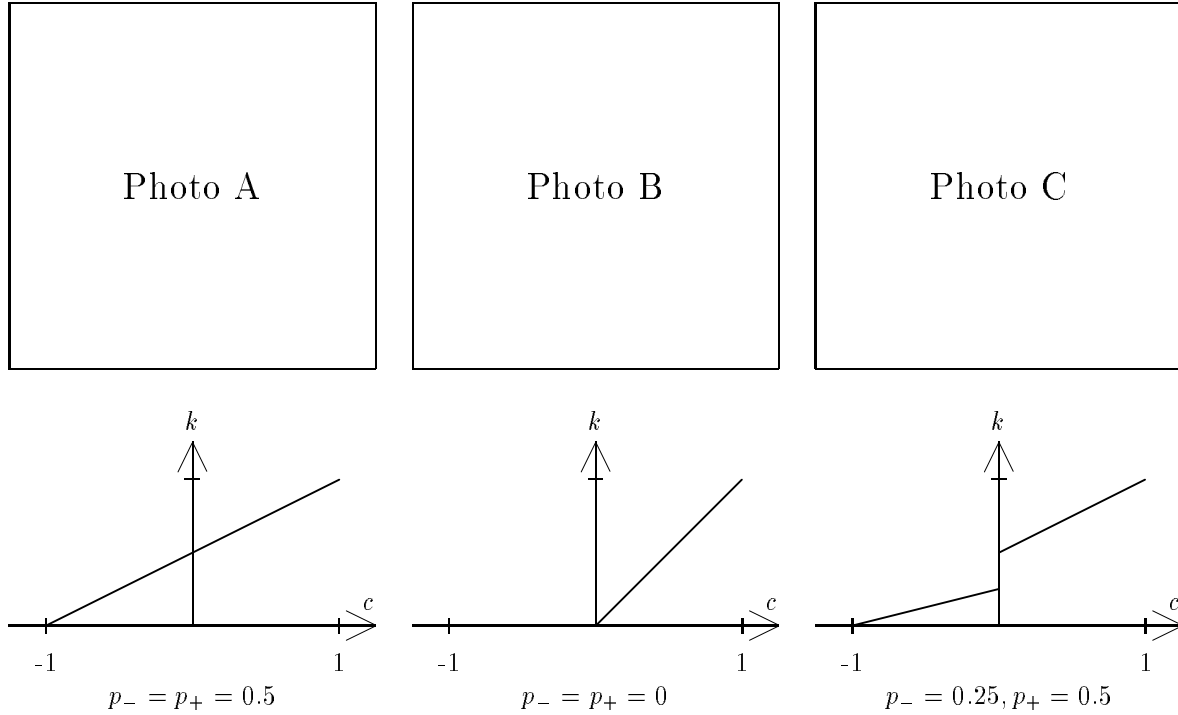 Photo A Photo B Photo C
k k k
c c c
-1 1 -1 1 -1 1
p₋ = p₊ = 0.5 p₋ = p₊ = 0 p₋ = 0.25, p₊ = 0.5